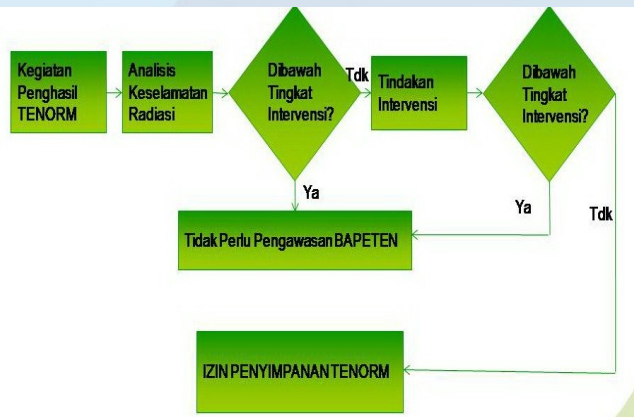 Kegiatan
Penghasil
TENORM
Analisis
Keselamatan
Radiasi
Dibawah
Tingkat
Intervensi?
Tdk
Tindakan
Intervensi
Dibawah
Tingkat
Intervensi?
Ya
Ya
Tdk
Tidak Perlu Pengawasan BAPETEN
IZIN PENYIMPANAN TENORM